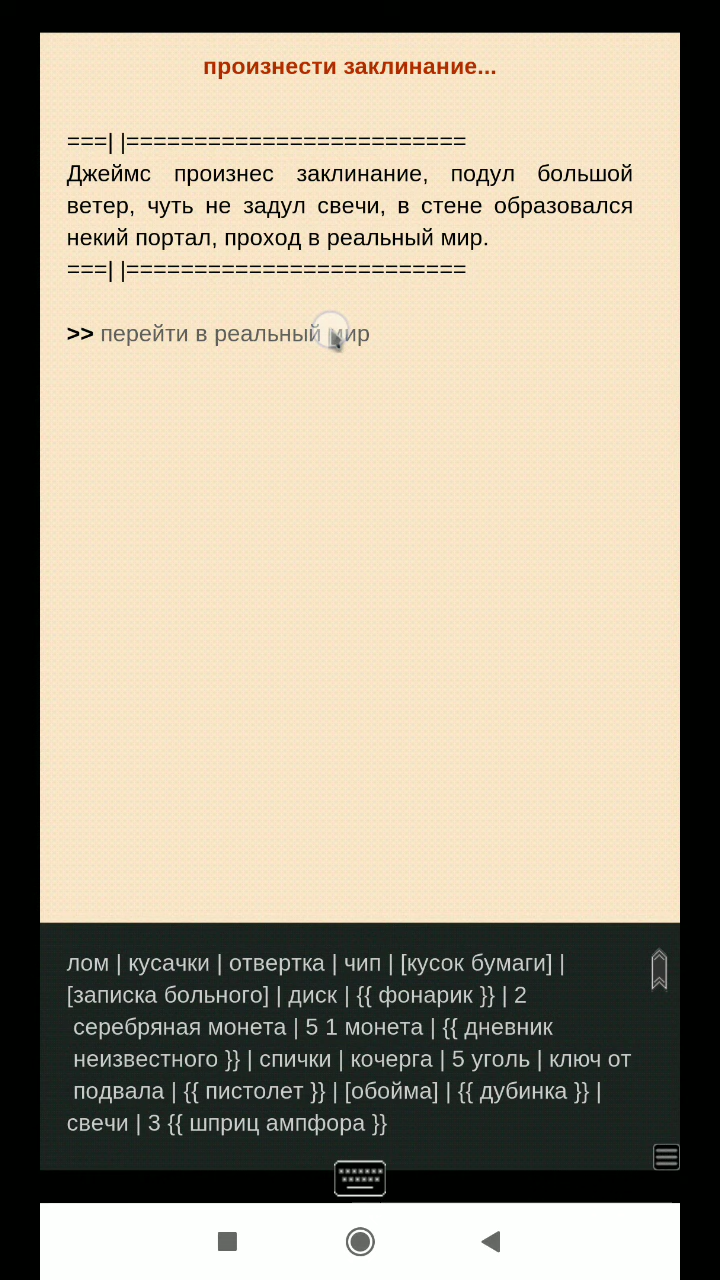 произнести заклинание...
===| |=========================
Джеймс произнес заклинание, подул большой
ветер, чуть не задул свечи, в стене образовался
некий портал, проход в реальный мир.
===| |=========================
>> перейти в реальный мир
лом | кусачки | отвертка | чип | [кусок бумаги] |
[записка больного] | диск | {{ фонарик }} | 2
серебряная монета | 5 1 монета | {{ дневник
неизвестного }} | спички | кочерга | 5 уголь | ключ от
подвала | {{ пистолет }} | [обойма] | {{ дубинка }} |
свечи | 3 {{ шприц ампфора }}